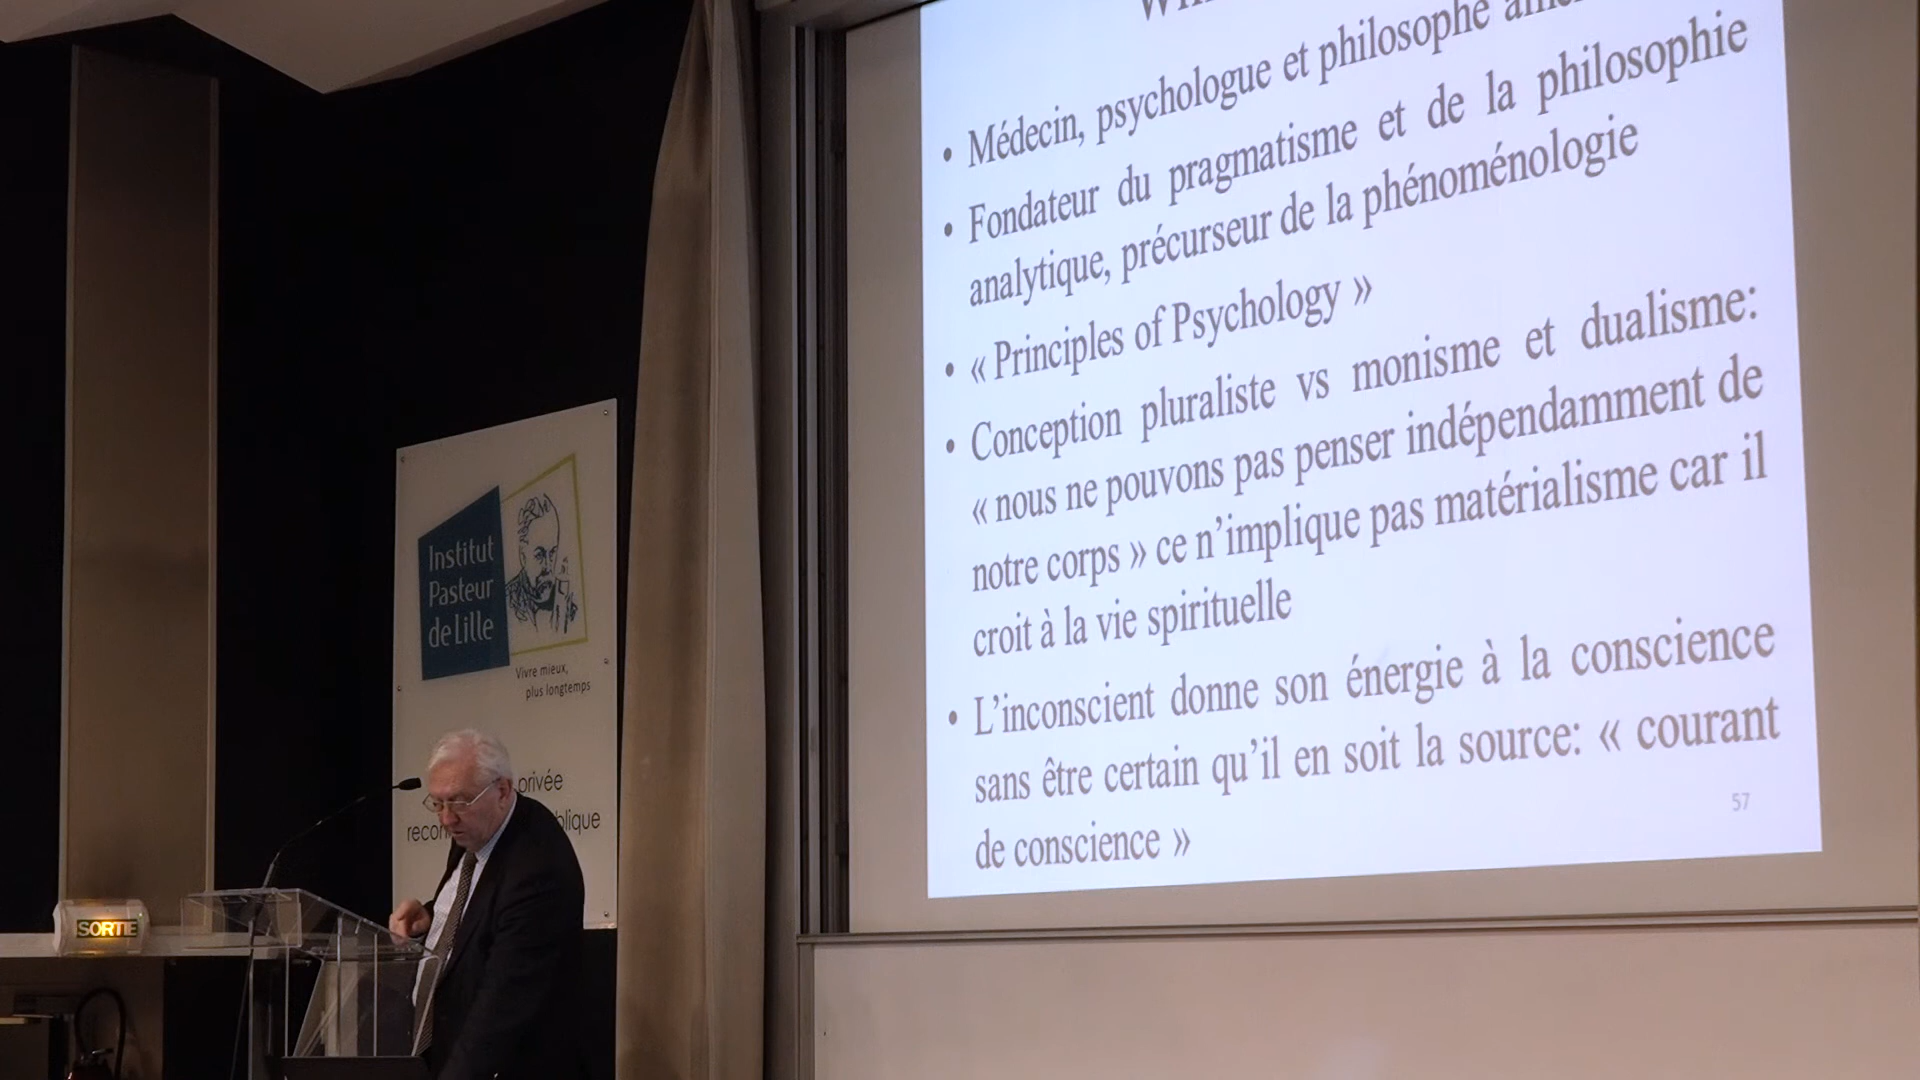 • Médecin, psychologue et philosophe
• Fondateur du pragmatisme et de la philosophie
analytique, précurseur de la phénoménologie
• « Principles of Psychology »
• Conception pluraliste vs monisme et dualisme:
« nous ne pouvons pas penser indépendamment de
notre corps » ce n’implique pas matérialisme car il
croit à la vie spirituelle
• L’inconscient donne son énergie à la conscience
sans être certain qu’il en soit la source: « courant
de conscience »
57
Institut
Pasteur
de Lille
Vivre mieux,
plus longtemps
privée
SORTIE